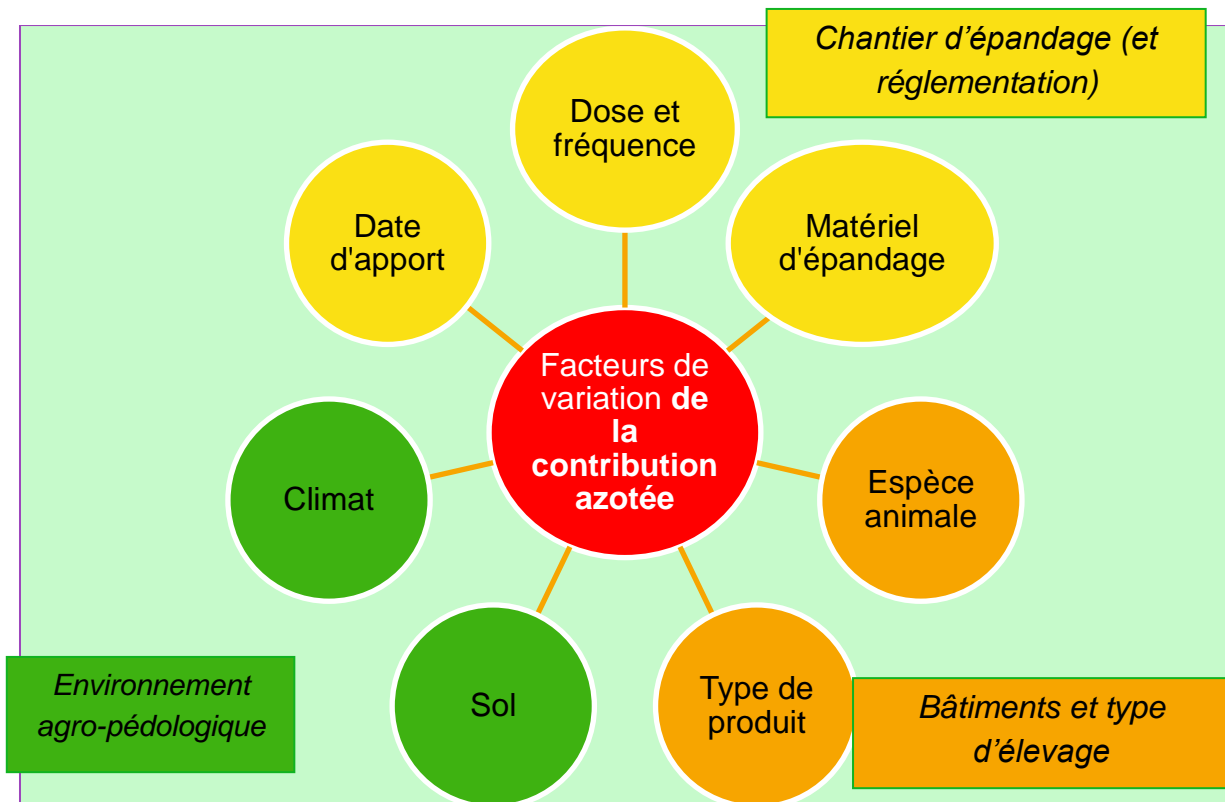 Chantier d’épandage (et
réglementation)
Dose et
fréquence
Date
d'apport
Matériel
d'épandage
Facteurs de
variation de
la
contribution
azotée
Climat
Espèce
animale
Sol
Type de
produit
Environnement
agro-pédologique
Bâtiments et type
d’élevage